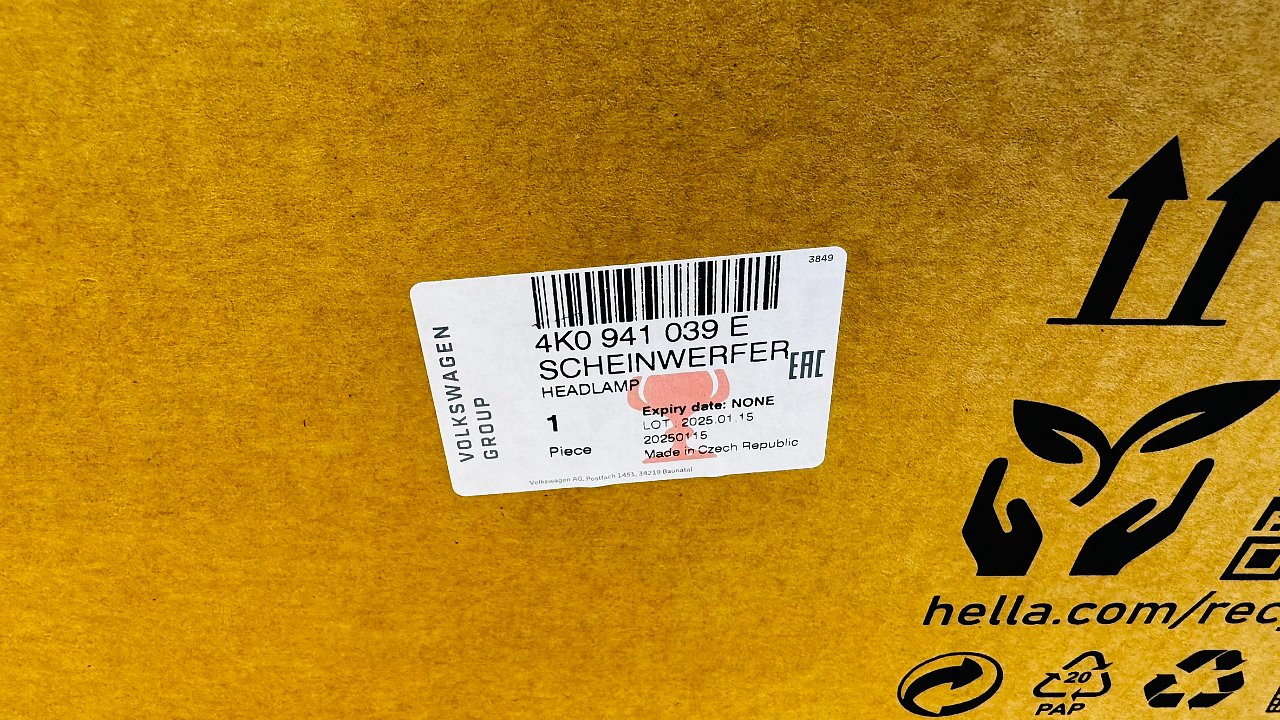 3849
VOLKSWAGEN
GROUP
4K0 941 039 E
SCHEINWERFER
EAC
HEADLAMP
1
Piece
Expiry date: NONE
LOT : 2025.01.15
20250115
Made in Czech Republic
Volkswagen AG, Postfach 1451, 34219 Baunatal
hella.com/recy
20
PAP